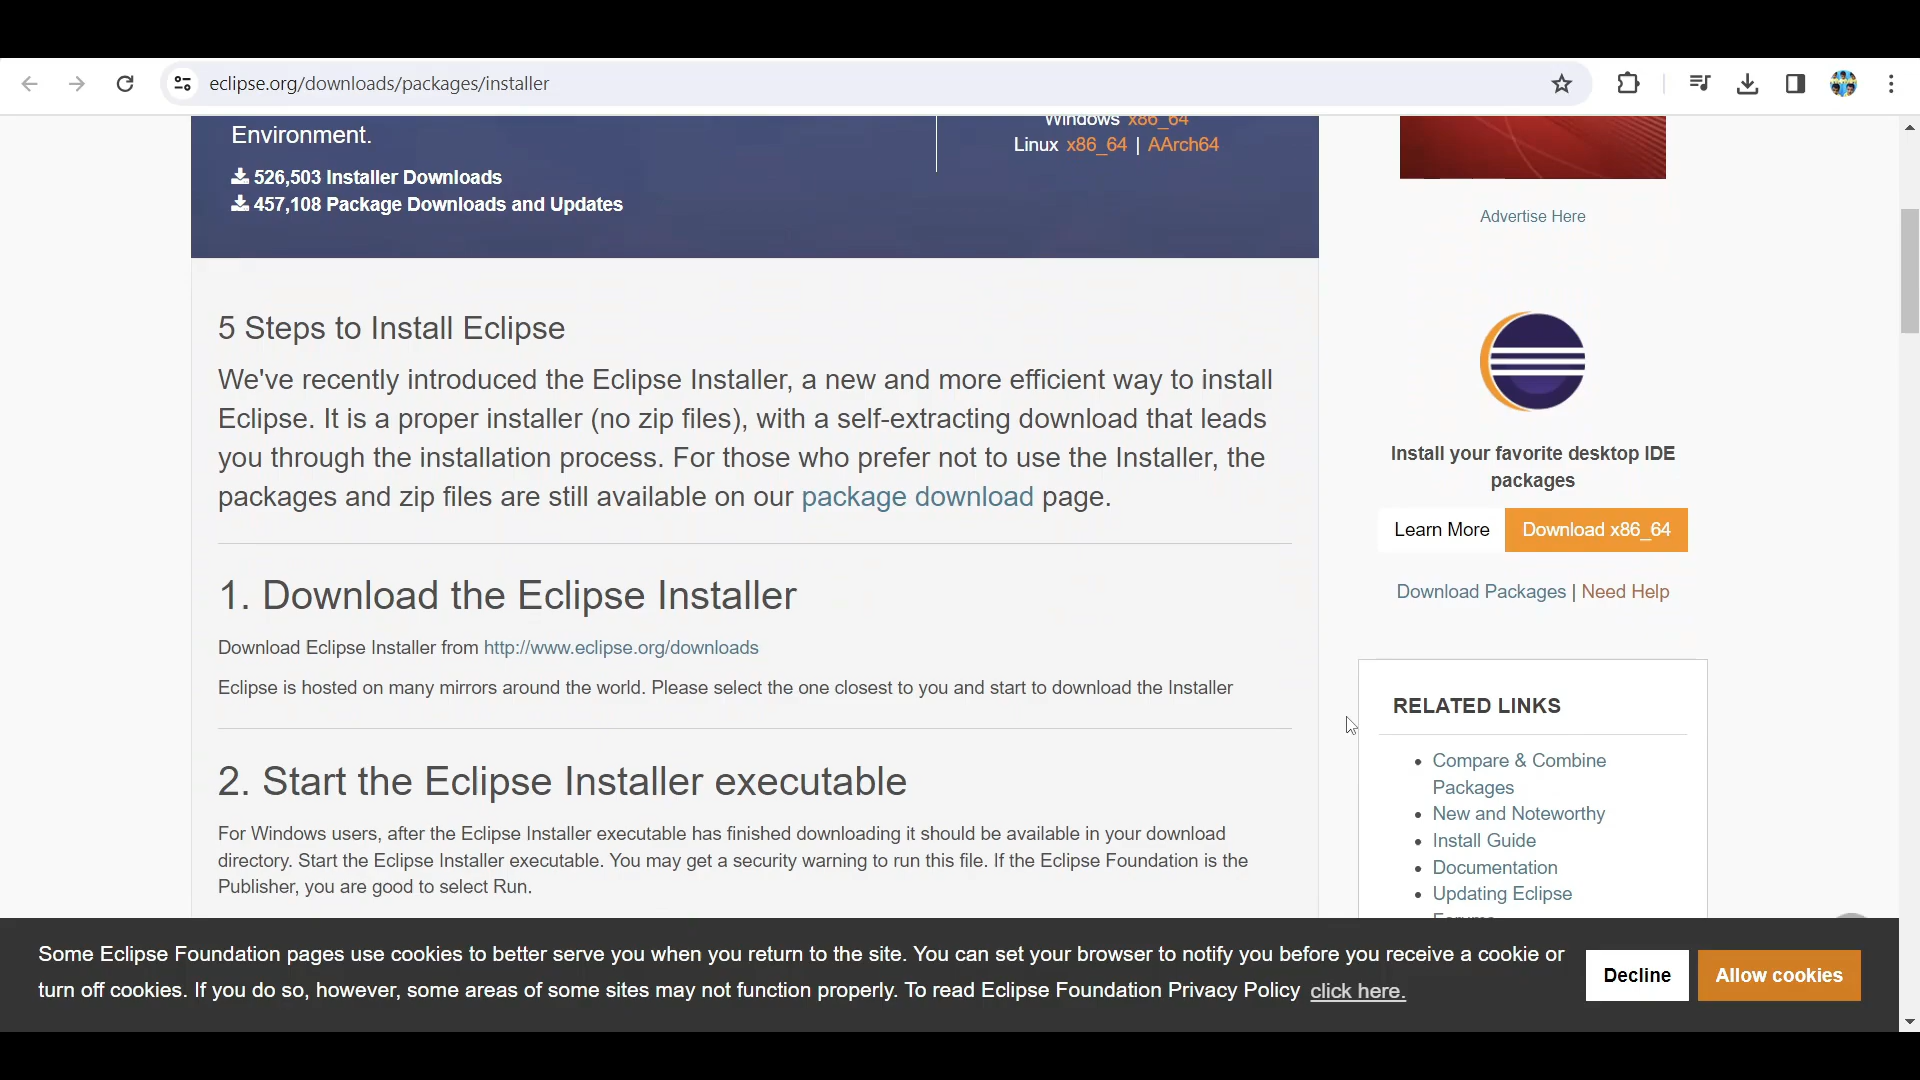 eclipse.org/downloads/packages/installer
Environment.
526,503 Installer Downloads
457,108 Package Downloads and Updates
Windows x86_64
Linux x86_64 | AArch64
5 Steps to Install Eclipse
We've recently introduced the Eclipse Installer, a new and more efficient way to install
Eclipse. It is a proper installer (no zip files), with a self-extracting download that leads
you through the installation process. For those who prefer not to use the Installer, the
packages and zip files are still available on our package download page.
1. Download the Eclipse Installer
Download Eclipse Installer from http://www.eclipse.org/downloads
Eclipse is hosted on many mirrors around the world. Please select the one closest to you and start to download the Installer
2. Start the Eclipse Installer executable
For Windows users, after the Eclipse Installer executable has finished downloading it should be available in your download
directory. Start the Eclipse Installer executable. You may get a security warning to run this file. If the Eclipse Foundation is the
Publisher, you are good to select Run.
Advertise Here
Install your favorite desktop IDE
packages
Learn More
Download x86_64
Download Packages | Need Help
RELATED LINKS
Compare & Combine
Packages
New and Noteworthy
Install Guide
Documentation
Updating Eclipse
Some Eclipse Foundation pages use cookies to better serve you when you return to the site. You can set your browser to notify you before you receive a cookie or
turn off cookies. If you do so, however, some areas of some sites may not function properly. To read Eclipse Foundation Privacy Policy click here.
Decline
Allow cookies